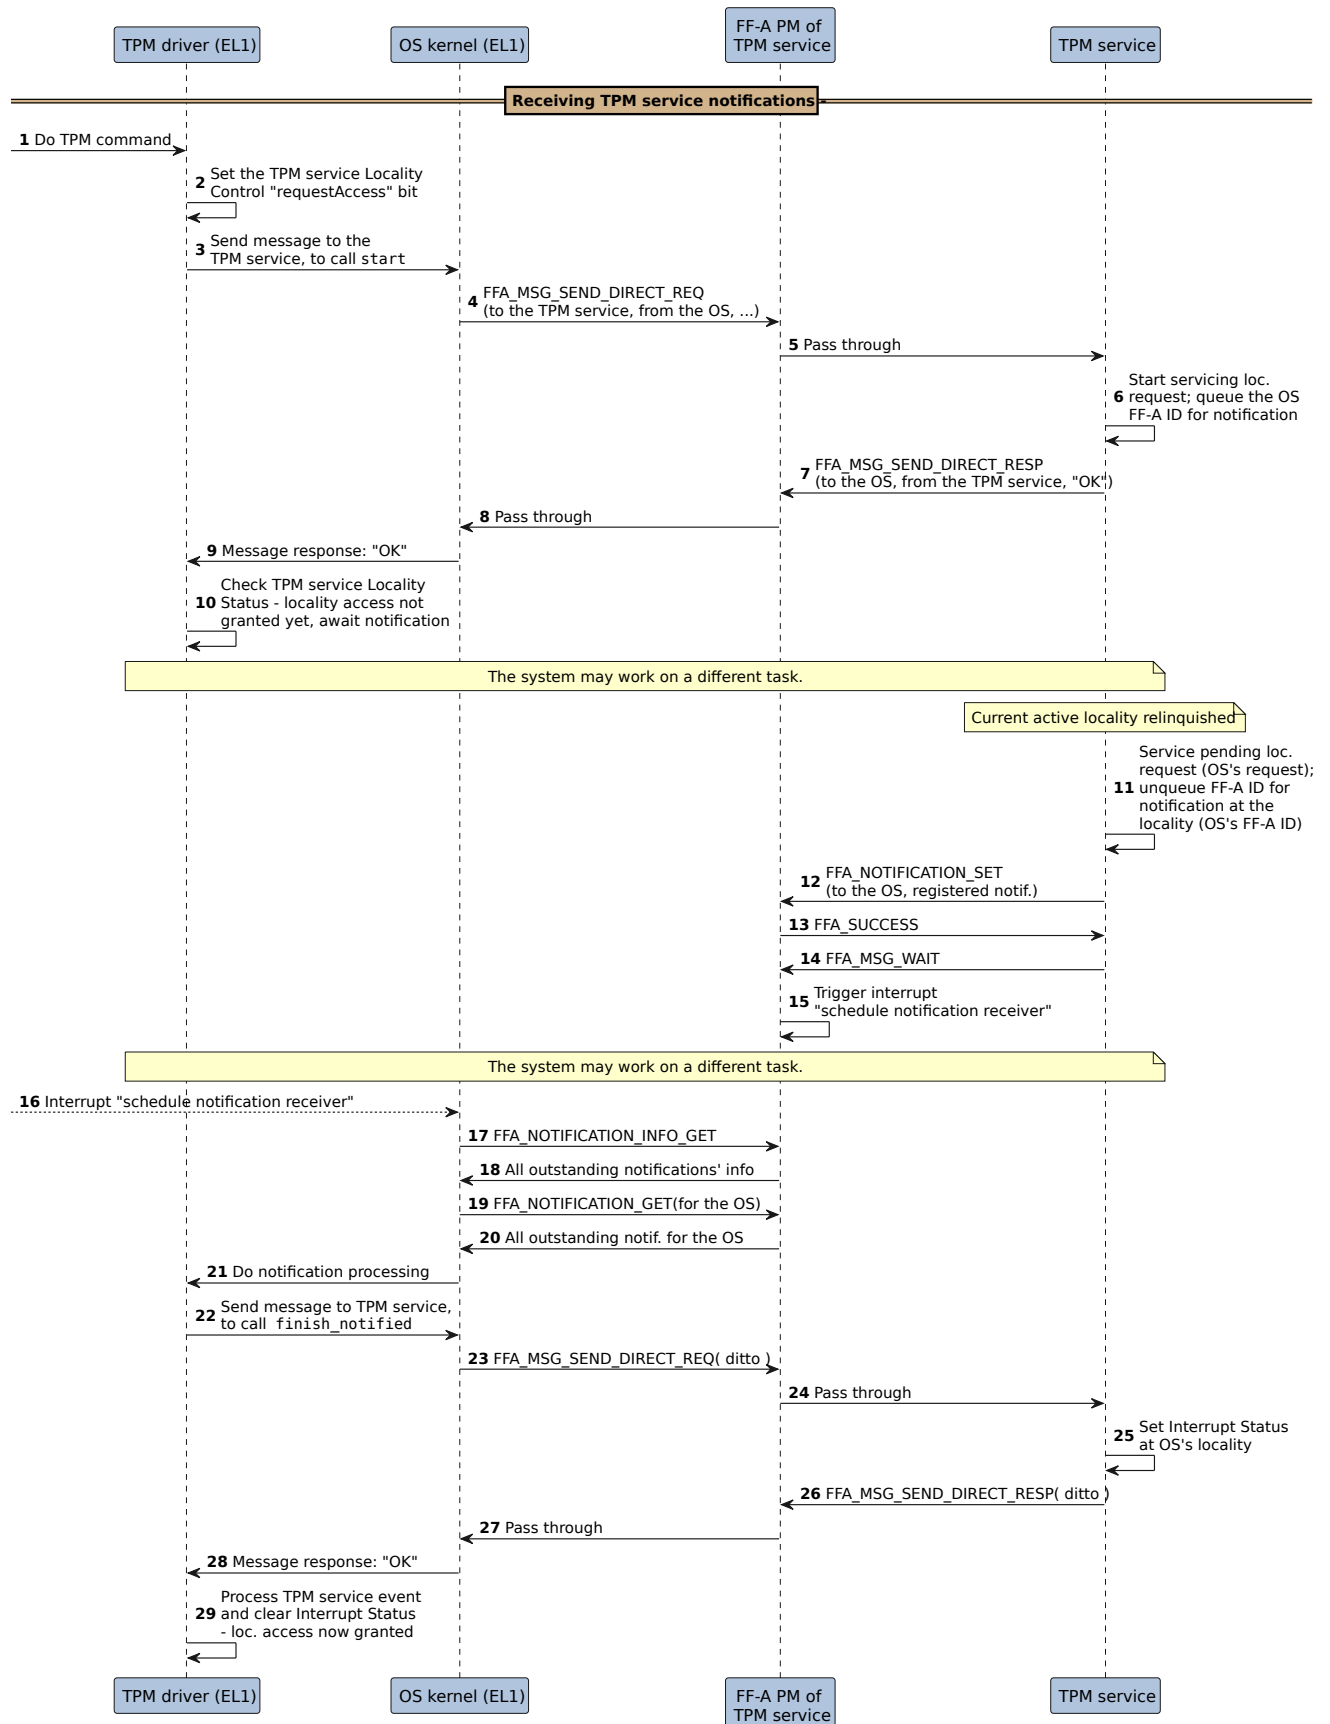 TPM driver (EL1)
OS kernel (EL1)
FF-A PM of
TPM service
TPM service
Receiving TPM service notifications -
1 Do TPM command
2 Set the TPM service Locality
Control "requestAccess" bit
3 Send message to the
TPM service, to call start
4 FFA_MSG_SEND_DIRECT_REQ
(to the TPM service, from the OS, ...)
5 Pass through
6 Start servicing loc.
request; queue the OS
FF-A ID for notification
7 FFA_MSG_SEND_DIRECT_RESP
(to the OS, from the TPM service, "OK")
8 Pass through
9 Message response: "OK"
10 Check TPM service Locality
Status - locality access not
granted yet, await notification
The system may work on a different task.
Current active locality relinquished
11 Service pending loc.
request (OS's request);
unqueue FF-A ID for
notification at the
locality (OS's FF-A ID)
12 FFA_NOTIFICATION_SET
(to the OS, registered notif.)
13 FFA_SUCCESS
14 FFA_MSG_WAIT
15 Trigger interrupt
"schedule notification receiver"
The system may work on a different task.
16 Interrupt "schedule notification receiver"
17 FFA_NOTIFICATION_INFO_GET
18 All outstanding notifications' info
19 FFA_NOTIFICATION_GET(for the OS)
20 All outstanding notif. for the OS
21 Do notification processing
22 Send message to TPM service,
to call finish_notified
23 FFA_MSG_SEND_DIRECT_REQ( ditto )
24 Pass through
25 Set Interrupt Status
at OS's locality
26 FFA_MSG_SEND_DIRECT_RESP( ditto )
27 Pass through
28 Message response: "OK"
29 Process TPM service event
and clear Interrupt Status
- loc. access now granted
TPM driver (EL1)
OS kernel (EL1)
FF-A PM of
TPM service
TPM service